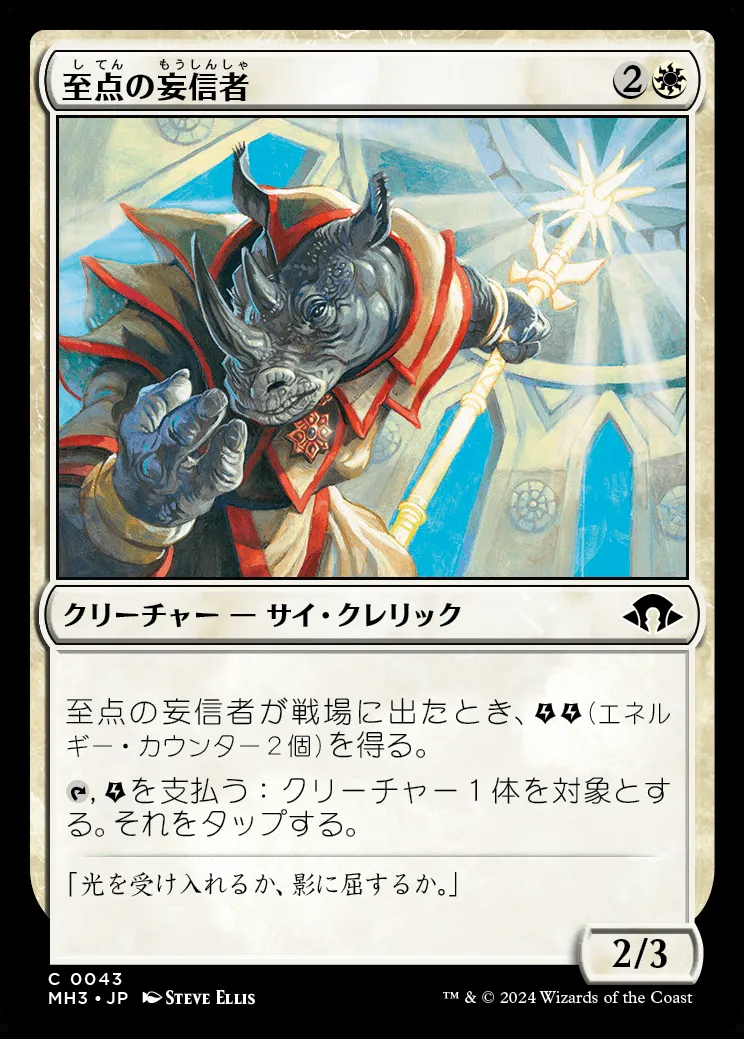 してん もうしんしゃ
至点の妄信者 2
クリーチャー — サイ・クレリック
至点の妄信者が戦場に出たとき、(エネル
ギー・カウンター2個)を得る。
, を支払う:クリーチャー1体を対象とす
る。それをタップする。
「光を受け入れるか、影に屈するか。」
2/3
C 0043
MH3 • JP Steve Ellis
™ & © 2024 Wizards of the Coast